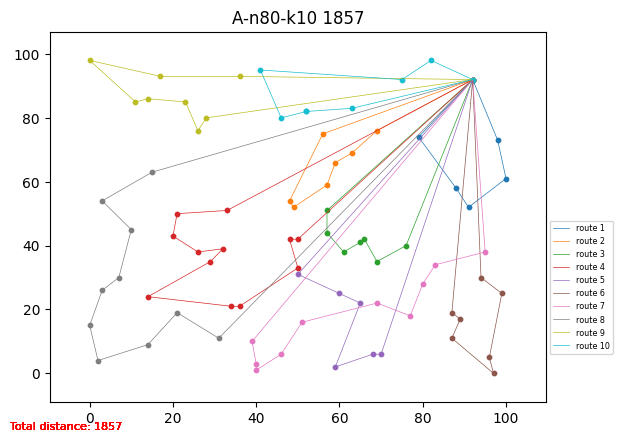 A-n80-k10 1857
100
80
60
40
20
0
0 20 40 60 80 100
route 1
route 2
route 3
route 4
route 5
route 6
route 7
route 8
route 9
route 10
Total distance: 1857